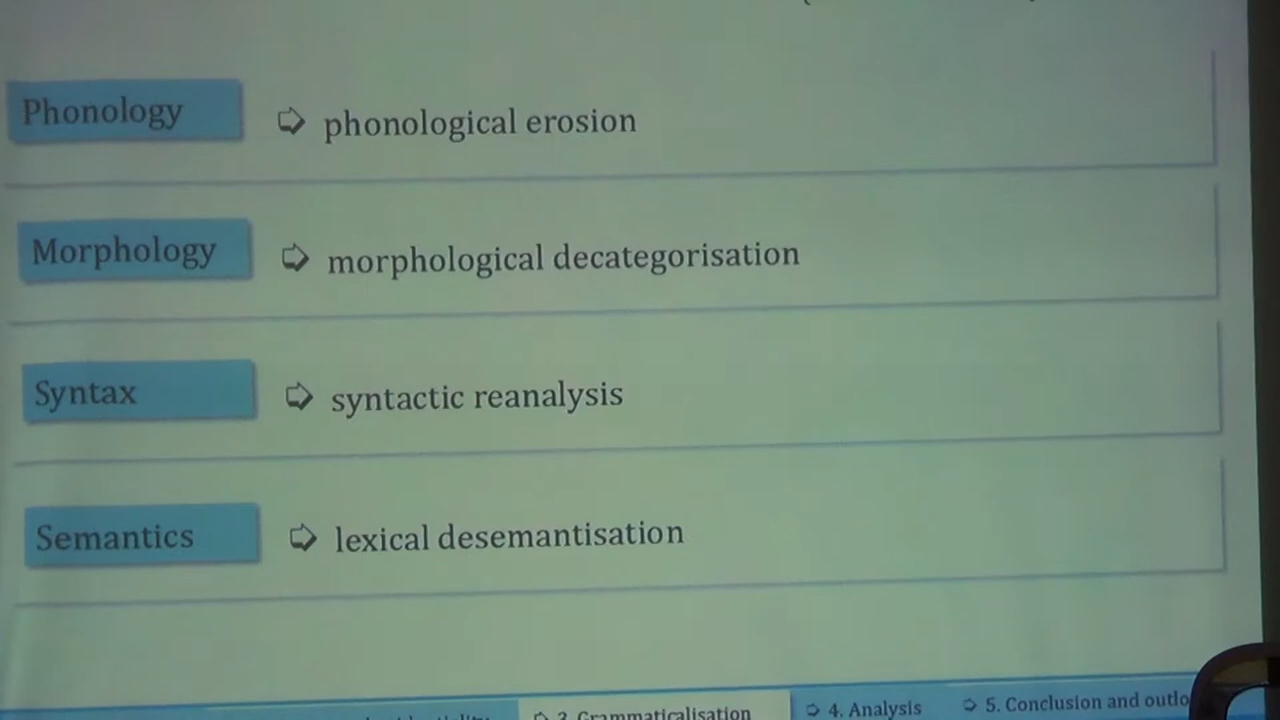 Phonology ➩ phonological erosion
Morphology ➩ morphological decategorisation
Syntax ➩ syntactic reanalysis
Semantics ➩ lexical desemantisation
Grammaticalisation ➩ 4. Analysis ➩ 5. Conclusion and outlo